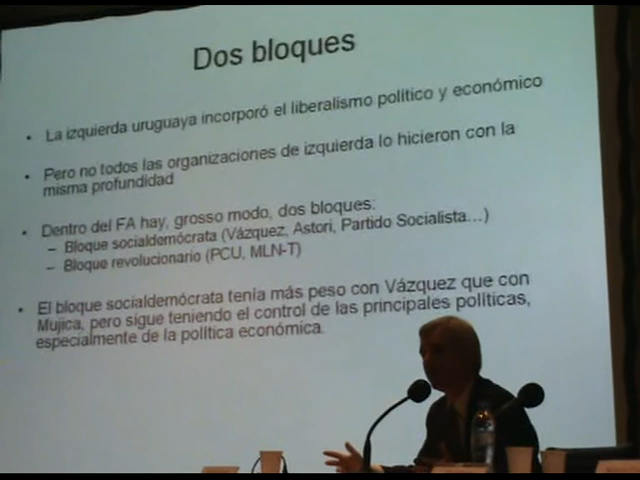 Dos bloques
• La izquierda uruguaya incorporó el liberalismo político y económico
• Pero no todos las organizaciones de izquierda lo hicieron con la
misma profundidad
• Dentro del FA hay, grosso modo, dos bloques:
– Bloque socialdemócrata (Vázquez, Astori, Partido Socialista...)
– Bloque revolucionario (PCU, MLN-T)
• El bloque socialdemócrata tenía más peso con Vázquez que con
Mujica, pero sigue teniendo el control de las principales políticas,
especialmente de la política económica.